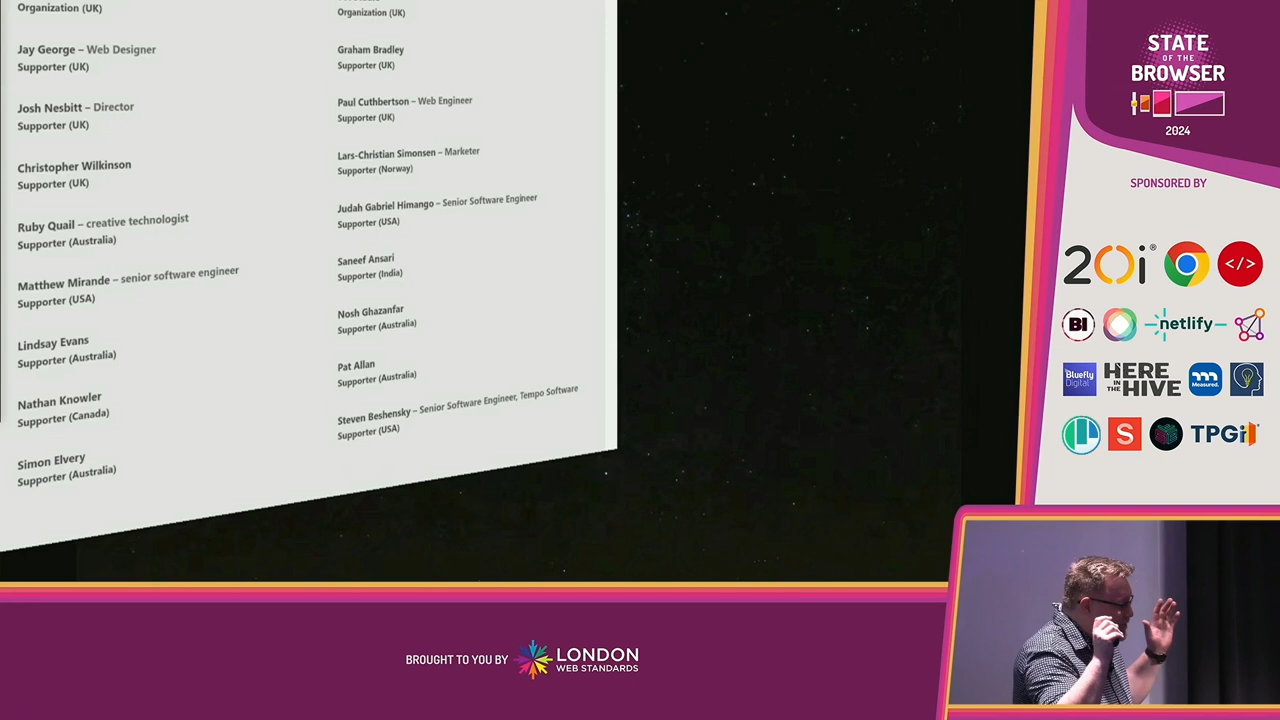 Organization (UK)
Jay George – Web Designer
Supporter (UK)
Josh Nesbitt – Director
Supporter (UK)
Christopher Wilkinson
Supporter (UK)
Ruby Quail – creative technologist
Supporter (Australia)
Matthew Mirande – senior software engineer
Supporter (USA)
Lindsay Evans
Supporter (Australia)
Nathan Knowler
Supporter (Canada)
Simon Elvery
Supporter (Australia)
Organization (UK)
Graham Bradley
Supporter (UK)
Paul Cuthbertson – Web Engineer
Supporter (UK)
Lars-Christian Simonsen – Marketer
Supporter (Norway)
Judah Gabriel Himango – Senior Software Engineer
Supporter (USA)
Saneef Ansari
Supporter (India)
Nosh Ghazanfar
Supporter (Australia)
Pat Allan
Supporter (Australia)
Steven Beshensky – Senior Software Engineer, Tempo Software
Supporter (USA)
STATE
OF THE
BROWSER
2024
SPONSORED BY
20i®
</>
BI
netlify
Bluefly
Digital
HERE
IN THE
HIVE
Measured.
S
TPGi
BROUGHT TO YOU BY
LONDON
WEB STANDARDS